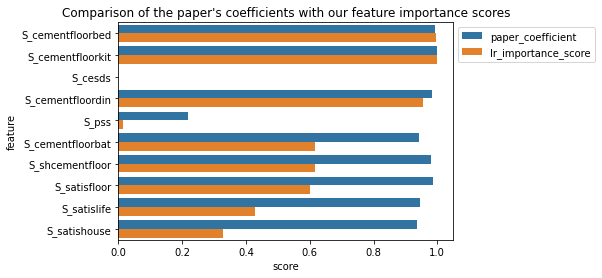 Comparison of the paper's coefficients with our feature importance scores
S_cementfloorbed
S_cementfloorkit
S_cesds
S_cementfloordin
S_pss
S_cementfloorbat
S_shcementfloor
S_satisfloor
S_satislife
S_satishouse
feature
0.0 0.2 0.4 0.6 0.8 1.0
score
paper_coefficient
lr_importance_score